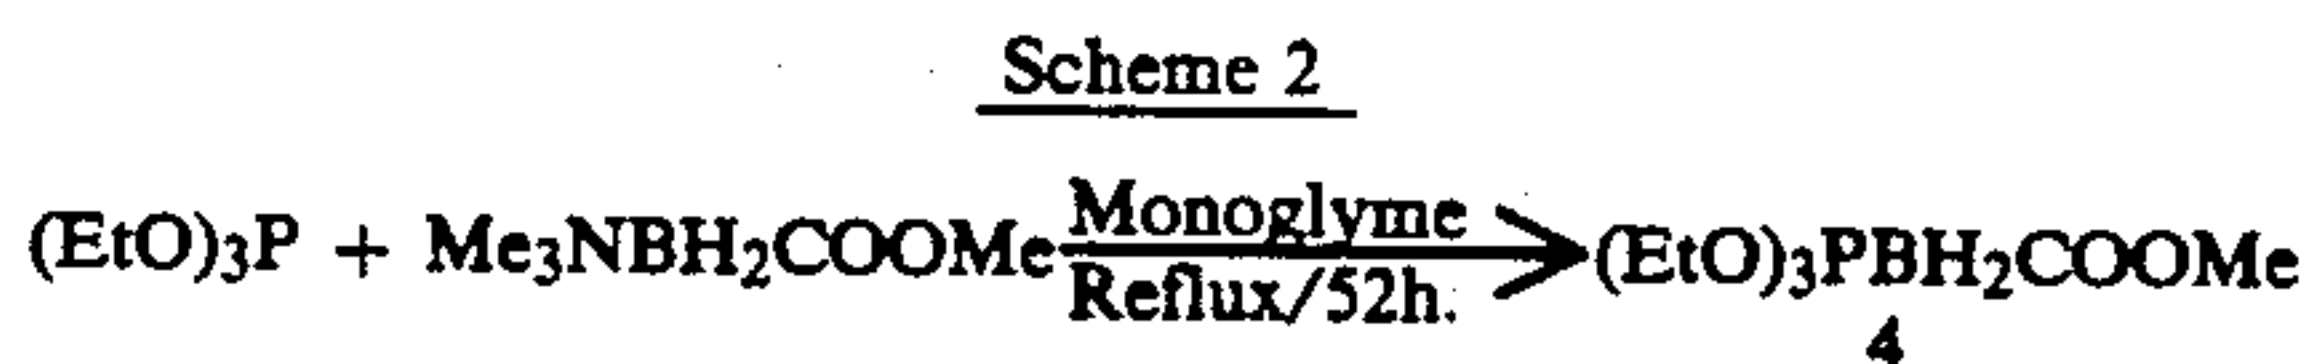 Scheme 2
Monoglyme
(EtO)₃P + Me₃NBH₂COOMe (EtO)₃PBH₂COOMe
Reflux/52h.
4